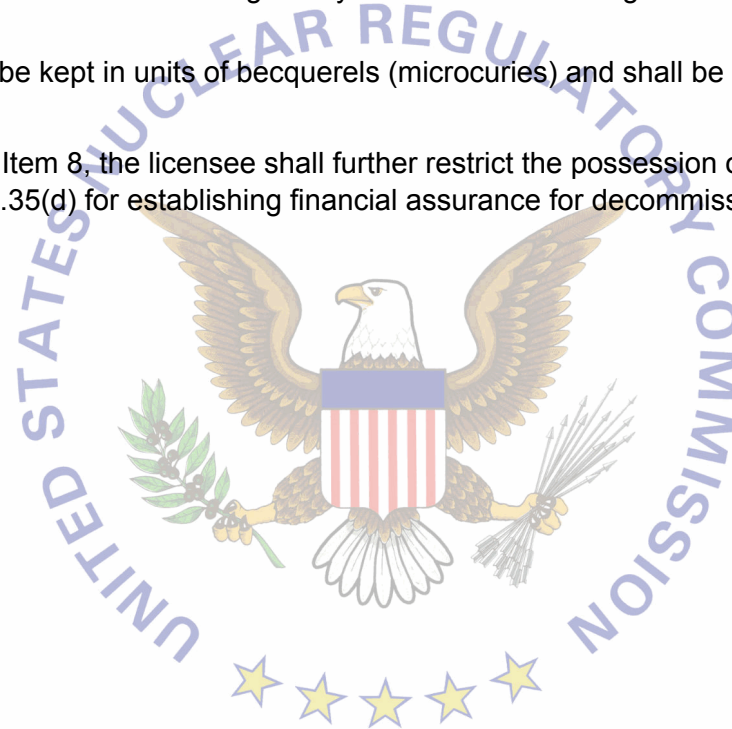 be kept in units of becquerels (microcuries) and shall be
Item 8, the licensee shall further restrict the possession
.35(d) for establishing financial assurance for decommiss
UNITED STATES NUCLEAR REGULATORY COMMISSION